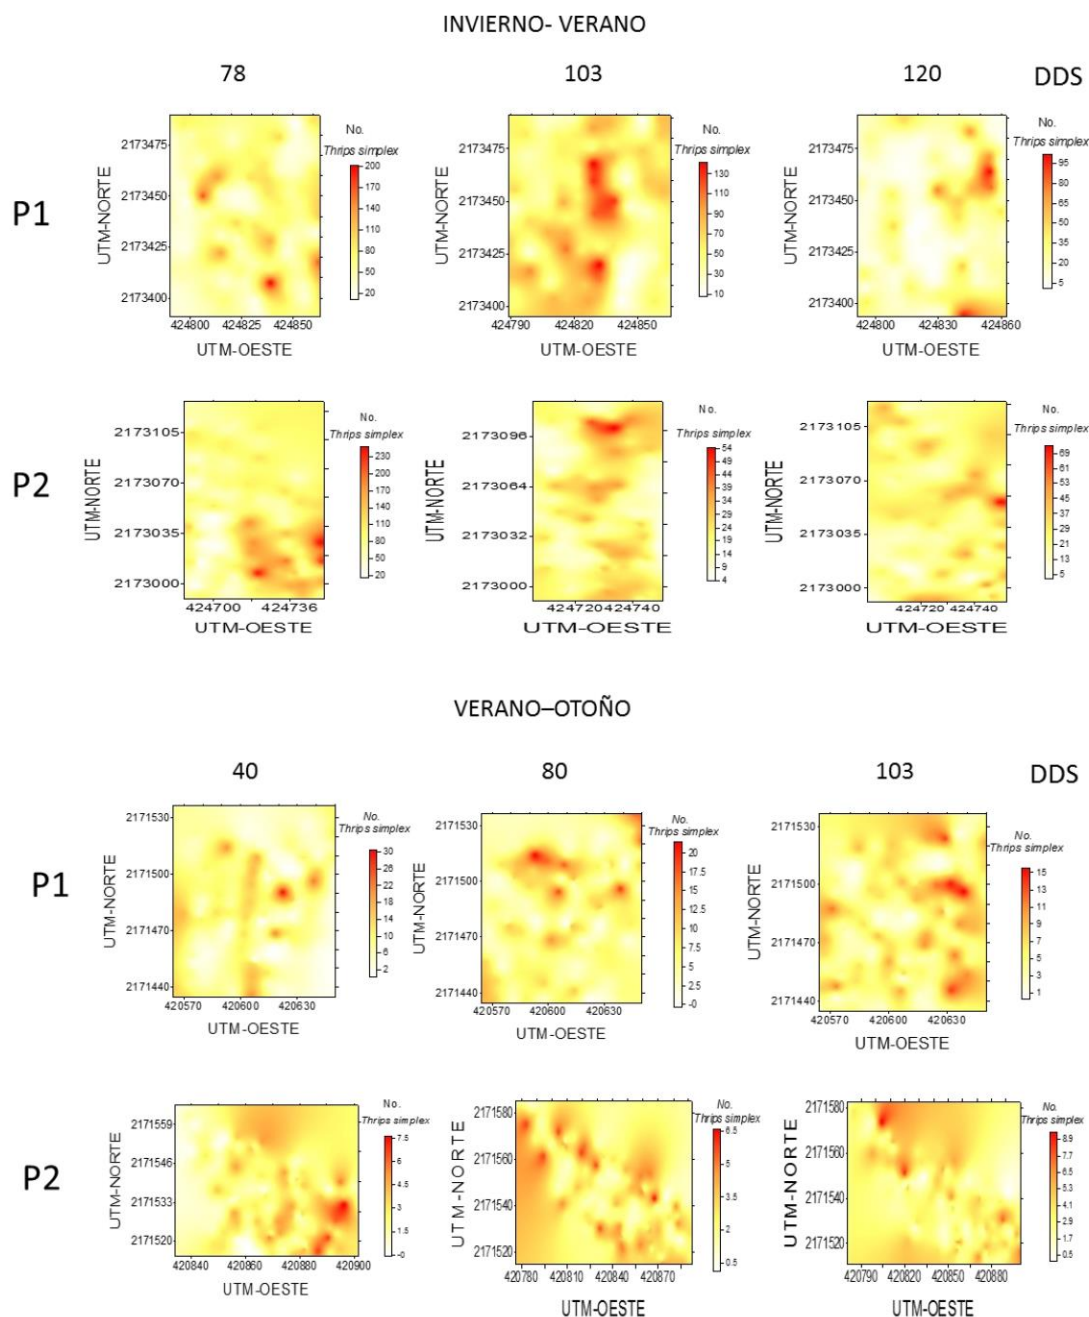 INVIERNO- VERANO
78 103 120 DDS
P1
No.
Thrips simplex
200
170
140
110
80
50
20
UTM-NORTE
2173475
2173450
2173425
2173400
424800 424825 424850
UTM-OESTE
No.
Thrips simplex
130
110
90
70
50
30
10
UTM-NORTE
2173475
2173450
2173425
2173400
424790 424820 424850
UTM-OESTE
No.
Thrips simplex
95
80
65
50
35
20
5
UTM-NORTE
2173475
2173450
2173425
2173400
424800 424830 424860
UTM-OESTE
P2
No.
Thrips simplex
230
200
170
140
110
80
50
20
UTM-NORTE
2173105
2173070
2173035
2173000
424700 424736
UTM-OESTE
No.
Thrips simplex
54
49
44
39
34
29
24
19
14
9
4
UTM-NORTE
2173096
2173064
2173032
2173000
424720 424740
UTM-OESTE
No.
Thrips simplex
69
61
53
45
37
29
21
13
5
UTM-NORTE
2173105
2173070
2173035
2173000
424720 424740
UTM-OESTE
VERANO–OTOÑO
40 80 103 DDS
P1
No.
Thrips simplex
30
26
22
18
14
10
6
2
UTM-NORTE
2171530
2171500
2171470
2171440
420570 420600 420630
UTM-OESTE
No.
Thrips simplex
20
17.5
15
12.5
10
7.5
5
2.5
-0
UTM-NORTE
2171530
2171500
2171470
2171440
420570 420600 420630
UTM-OESTE
No.
Thrips simplex
15
13
11
9
7
5
3
1
UTM-NORTE
2171530
2171500
2171470
2171440
420570 420600 420630
UTM-OESTE
P2
No.
Thrips simplex
7.5
6
4.5
3
1.5
-0
UTM-NORTE
2171559
2171546
2171533
2171520
420840 420860 420880 420900
UTM-OESTE
No.
Thrips simplex
6.5
5
3.5
2
0.5
UTM-NORTE
2171580
2171560
2171540
2171520
420780 420810 420840 420870
UTM-OESTE
No.
Thrips simplex
8.9
7.7
6.5
5.3
4.1
2.9
1.7
0.5
UTM-NORTE
2171580
2171560
2171540
2171520
420790 420820 420850 420880
UTM-OESTE